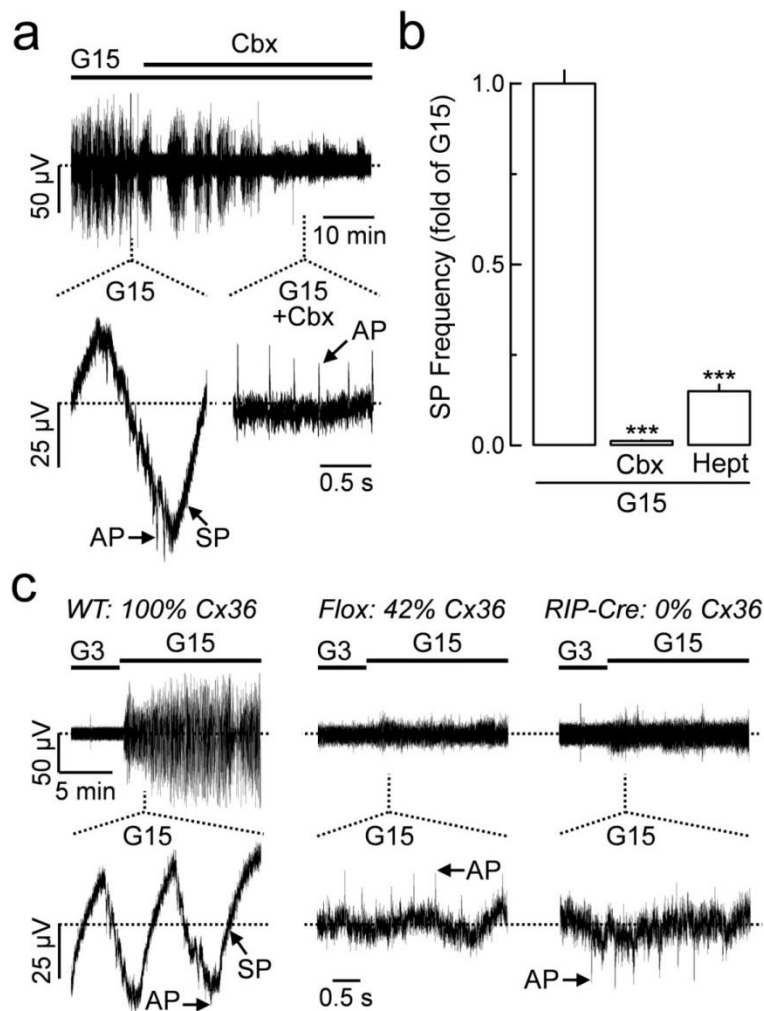 a
G15
Cbx
50 µV
10 min
G15
G15
+Cbx
AP
25 µV
AP
SP
0.5 s
b
SP Frequency (fold of G15)
1.0
0.5
0.0
***
***
Cbx
Hept
G15
c
WT: 100% Cx36
Flox: 42% Cx36
RIP-Cre: 0% Cx36
G3
G15
G15
G3
G15
50 µV
5 min
G15
G15
G15
25 µV
SP
AP
AP
0.5 s
AP